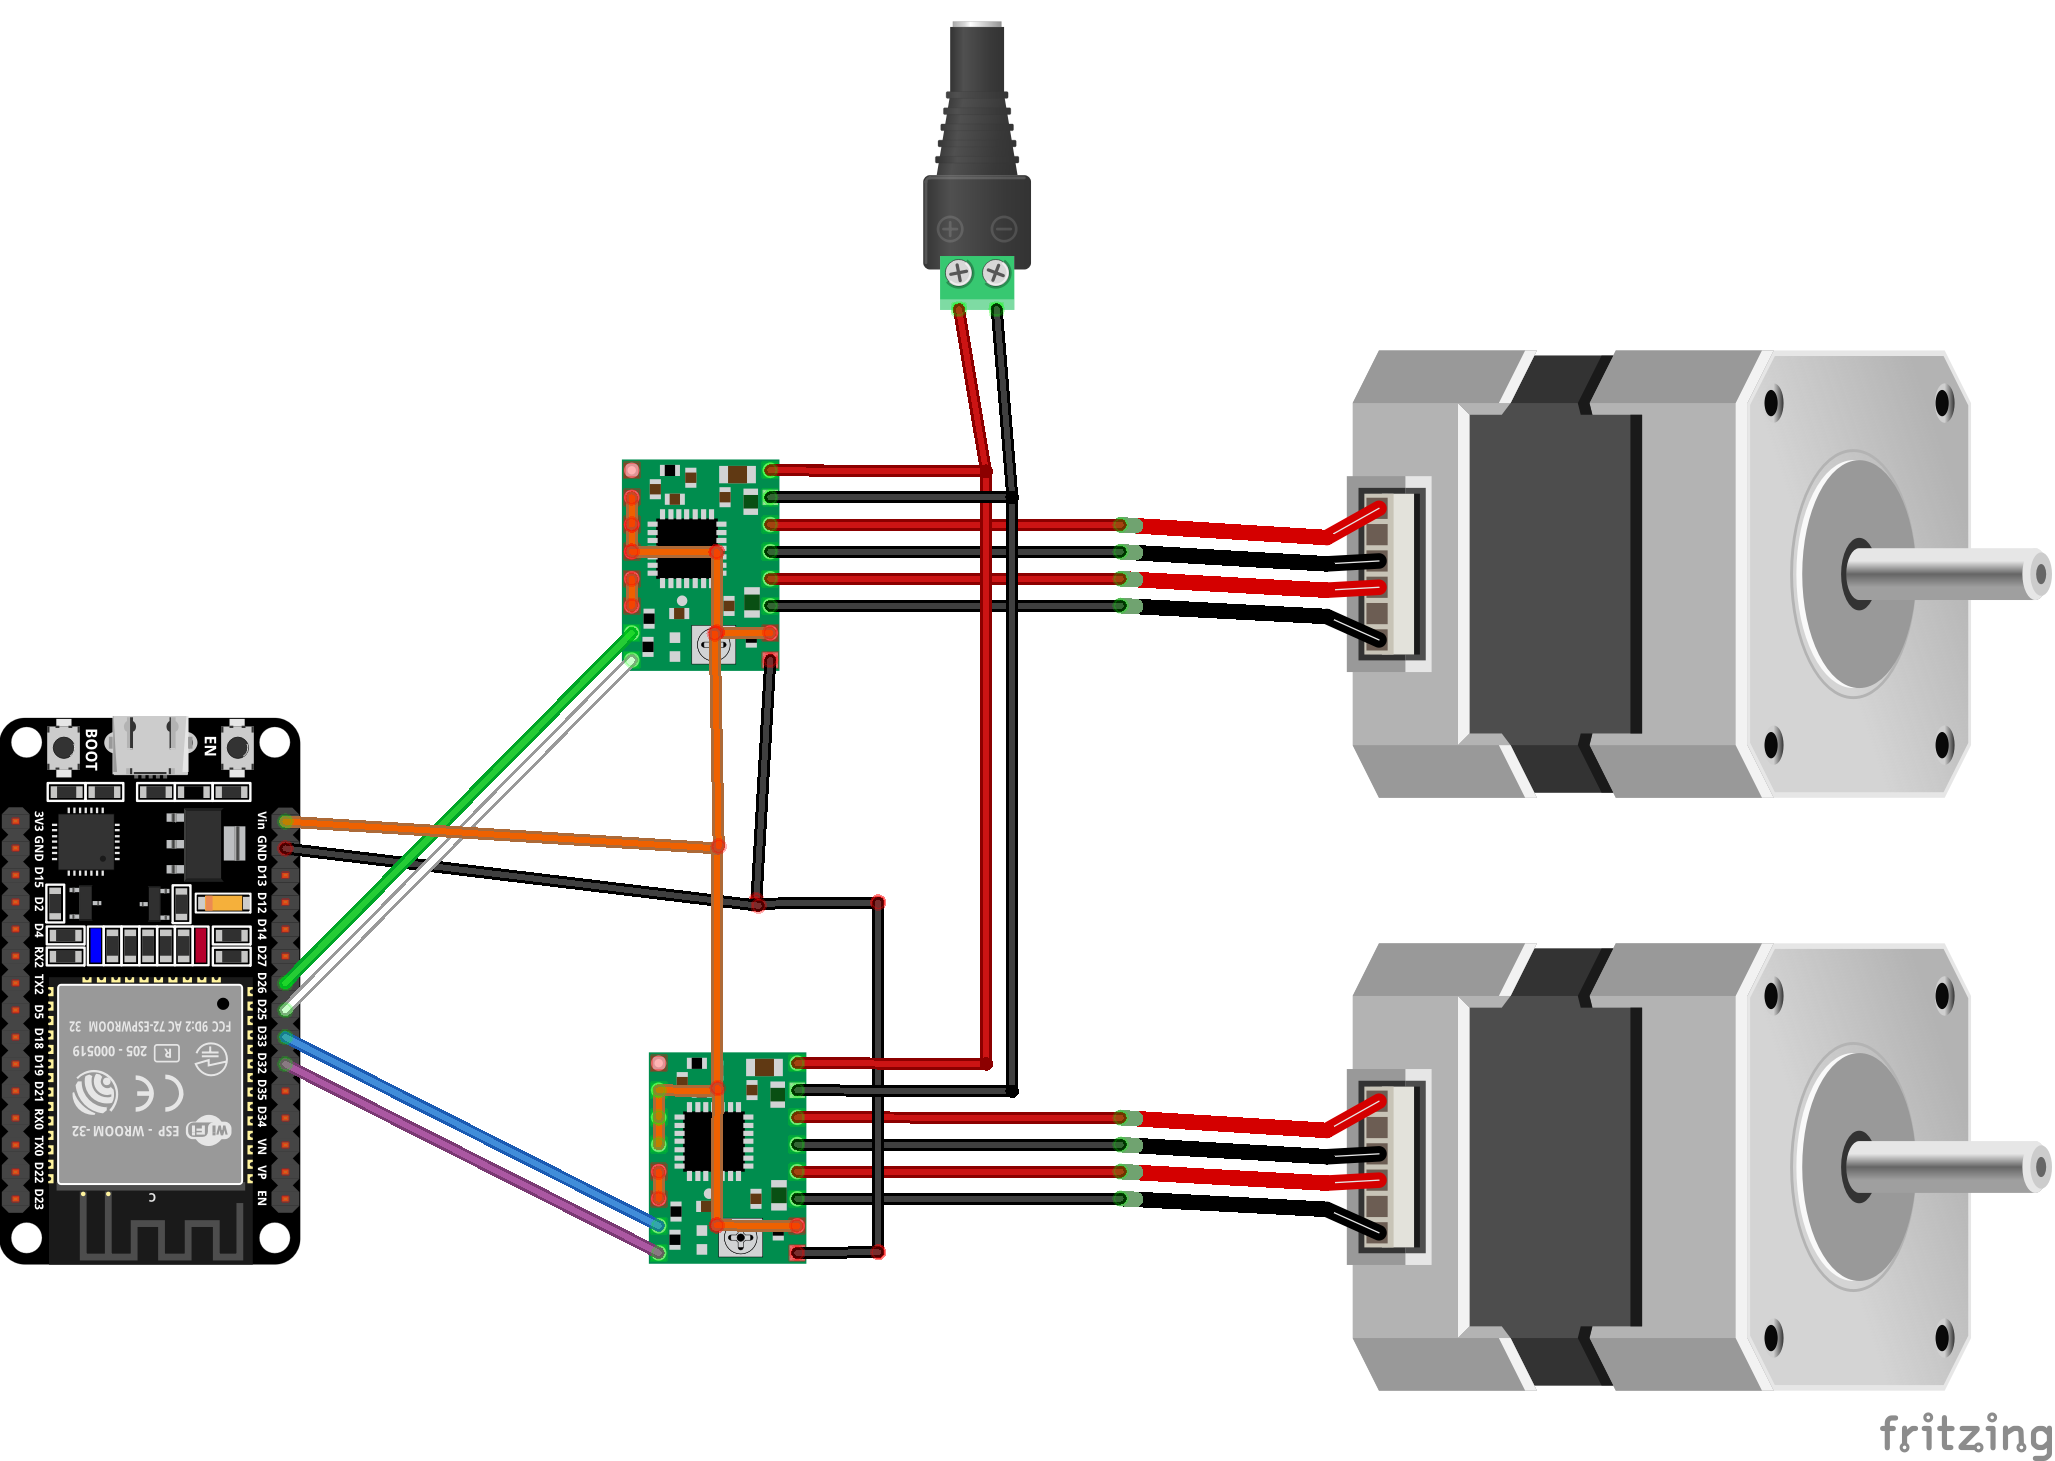 BOOT
EN
3V3
GND
D15
D2
D4
RX2
TX2
D5
D18
D19
D21
RX0
TX0
D22
D23
Vin
GND
D13
D12
D14
D27
D26
D25
D33
D32
D35
D34
VN
VP
EN
FCC 9D:2 AC 72-ESPWROOM 32
R
205 - 000519
CE
WiFi
ESP - WROOM-32
C
fritzing